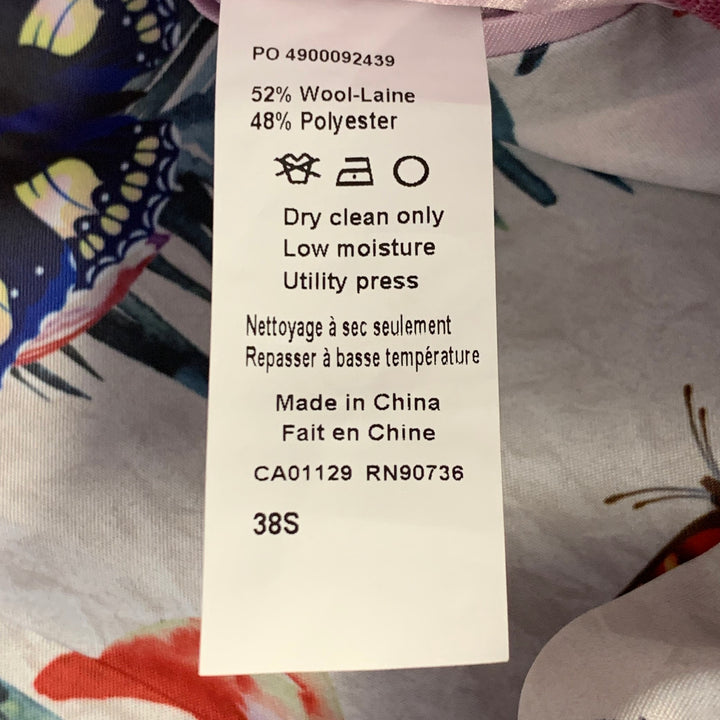 PO 4900092439
52% Wool-Laine
48% Polyester
Dry clean only
Low moisture
Utility press
Nettoyage à sec seulement
Repasser à basse température
Made in China
Fait en Chine
CA01129 RN90736
38S